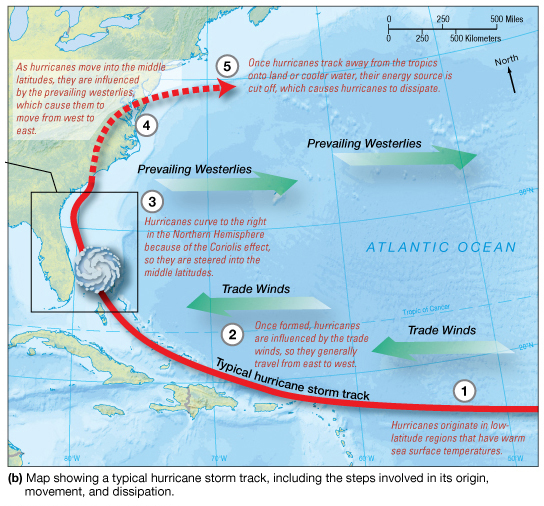 0 250 500 Miles
0 250 500 Kilometers
North
As hurricanes move into the middle
latitudes, they are influenced
by the prevailing westerlies,
which cause them to
move from west to
east.
5
Once hurricanes track away from the tropics
onto land or cooler water, their energy source is
cut off, which causes hurricanes to dissipate.
4
Prevailing Westerlies
Prevailing Westerlies
3
Hurricanes curve to the right
in the Northern Hemisphere
because of the Coriolis effect,
so they are steered into the
middle latitudes.
30°N
ATLANTIC OCEAN
Trade Winds
Tropic of Cancer
2
Once formed, hurricanes
are influenced by the trade
winds, so they generally
travel from east to west.
Trade Winds
20°N
Typical hurricane storm track
1
Hurricanes originate in low-
latitude regions that have warm
sea surface temperatures.
80°W 70°W 60°W 50°W
(b) Map showing a typical hurricane storm track, including the steps involved in its origin,
movement, and dissipation.